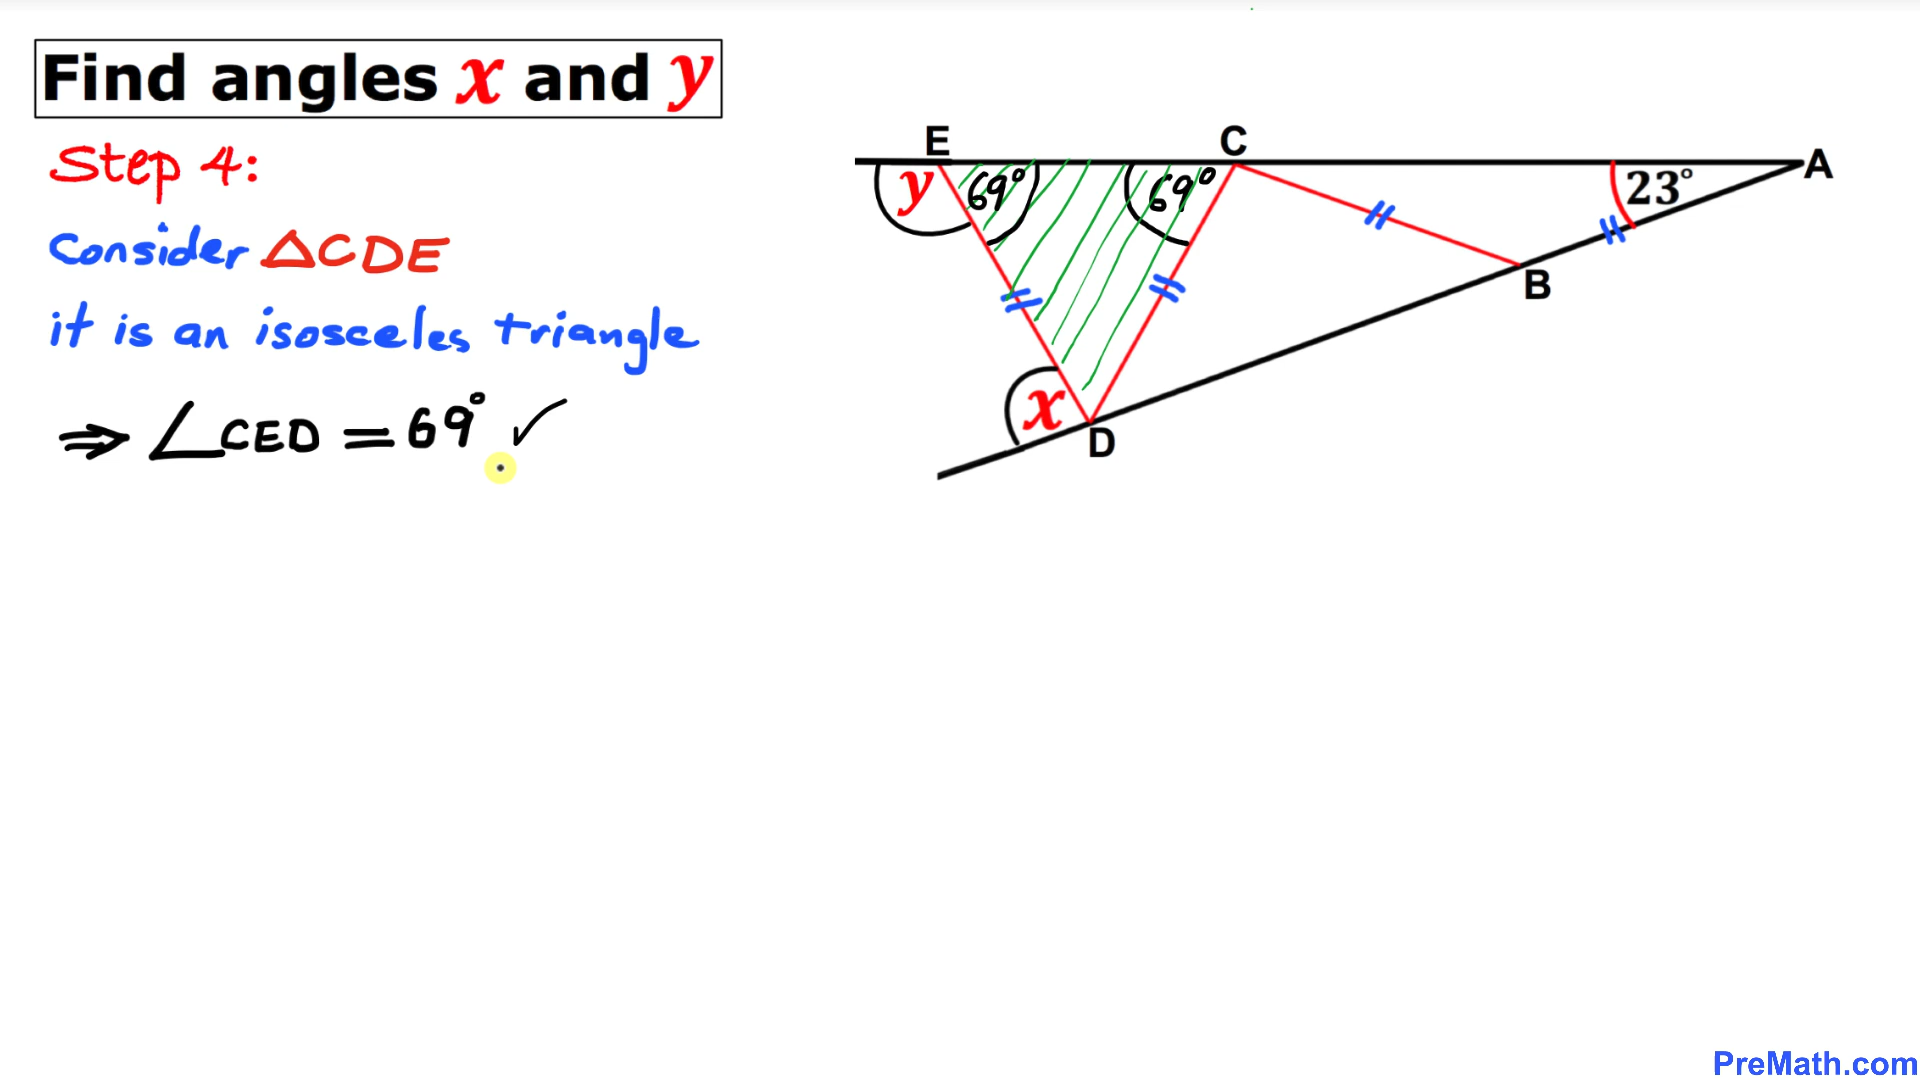 Find angles x and y
Step 4:
Consider △CDE
it is an isosceles triangle
⇒ ∠CED = 69° ✓
E
C
A
y
69°
69°
23°
B
x
D
PreMath.com